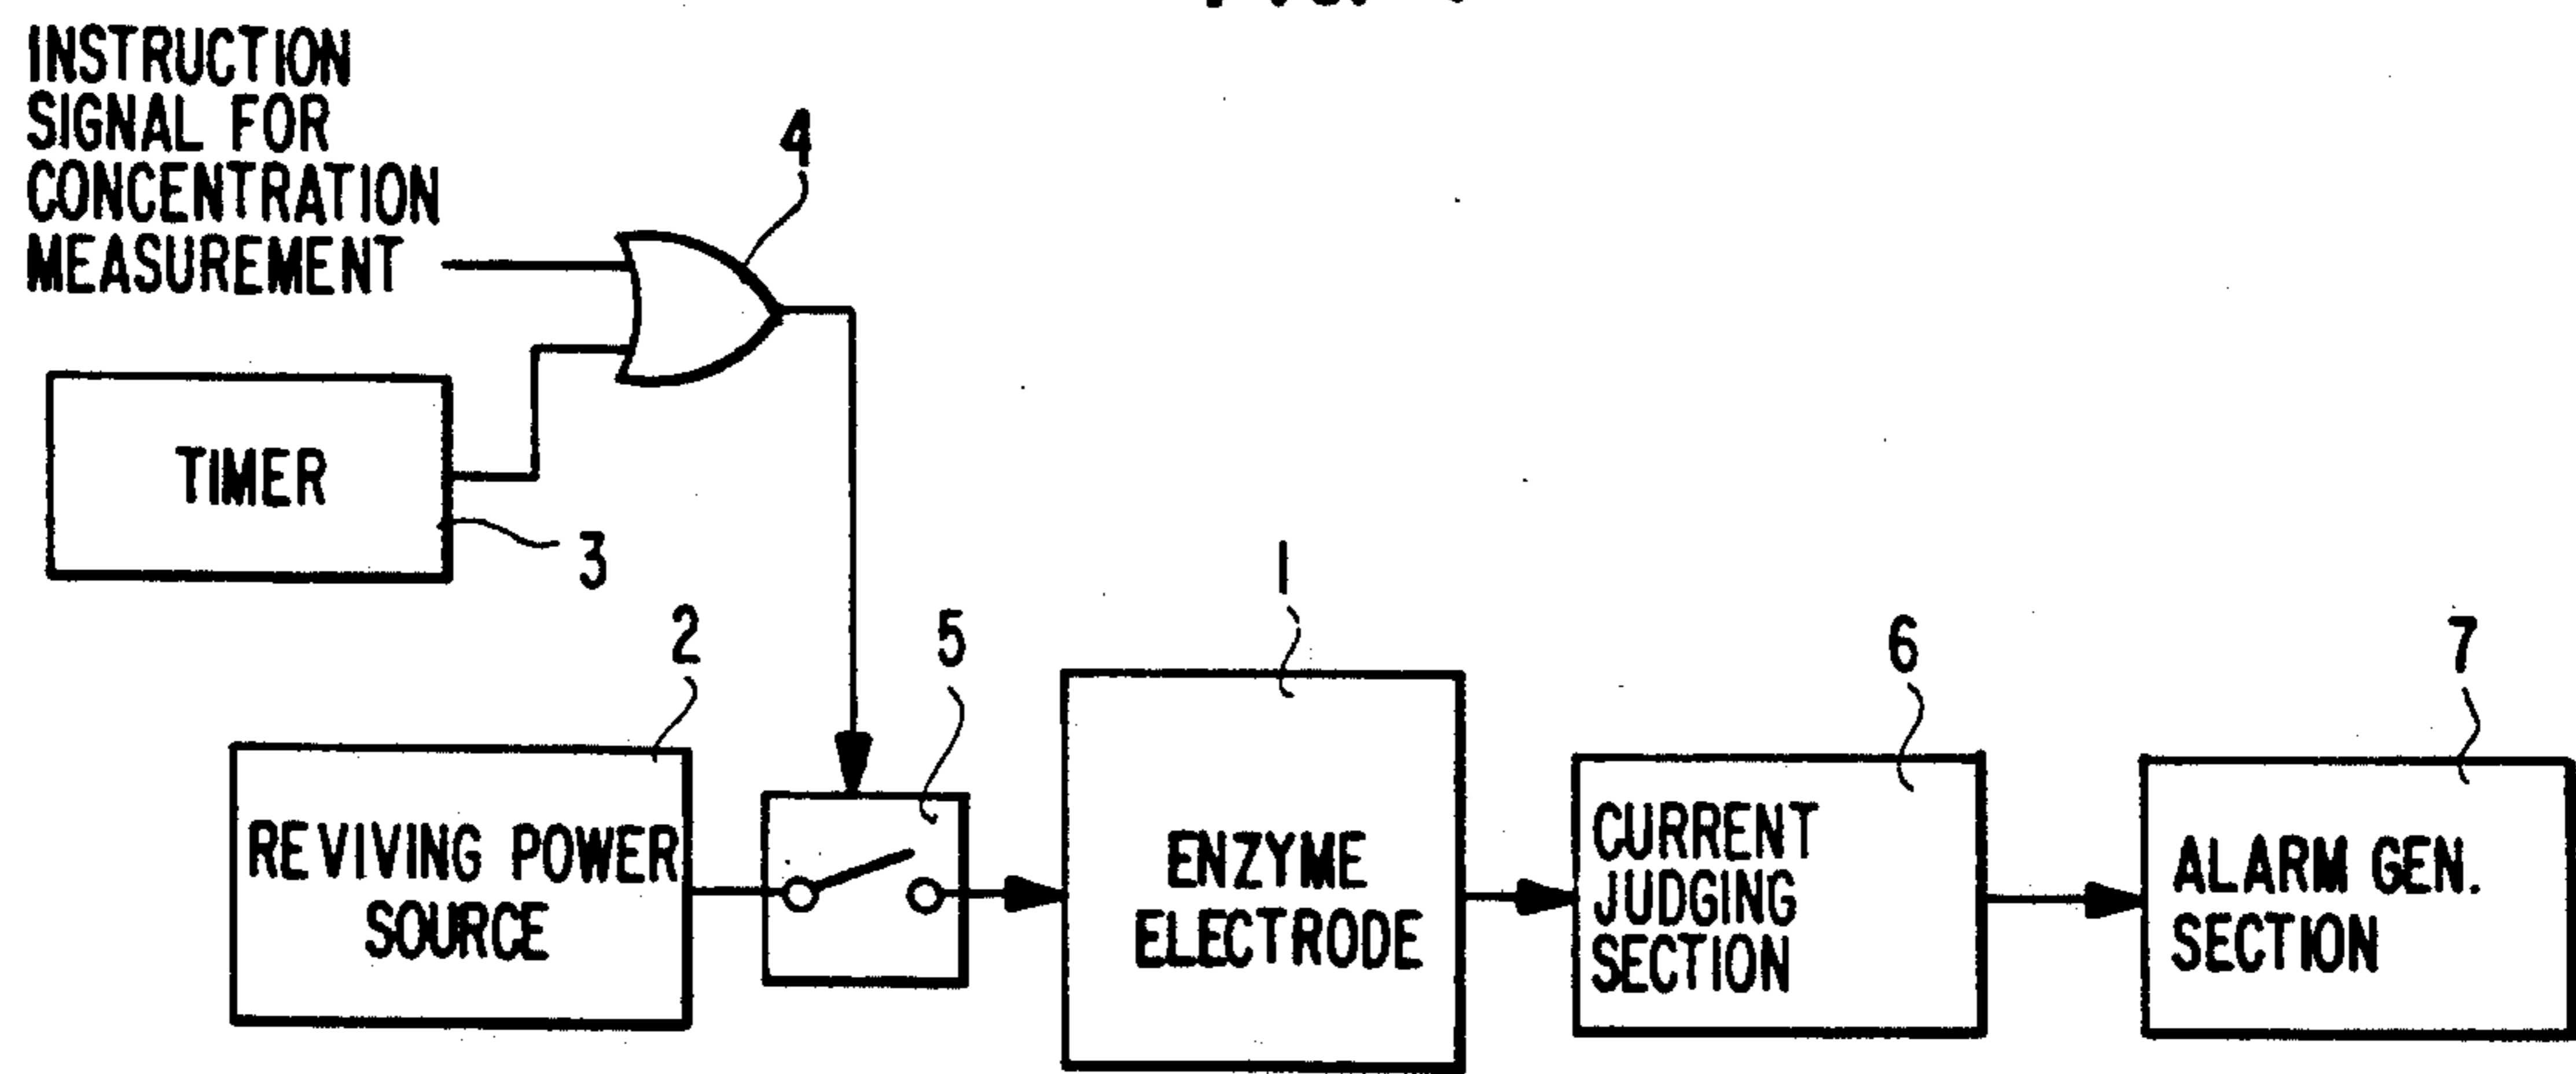 INSTRUCTION
SIGNAL FOR
CONCENTRATION
MEASUREMENT
4
TIMER
3
2
5
1
6
7
REVIVING POWER
SOURCE
ENZYME
ELECTRODE
CURRENT
JUDGING
SECTION
ALARM GEN.
SECTION